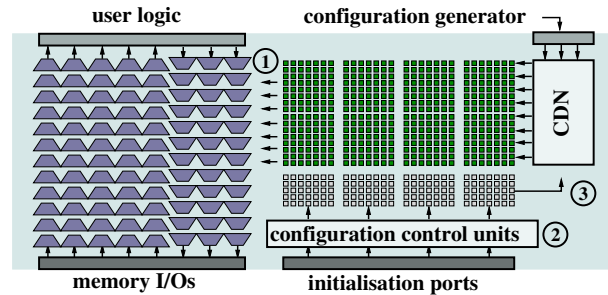 user logic
configuration generator
1
CDN
3
configuration control units
2
memory I/Os
initialisation ports